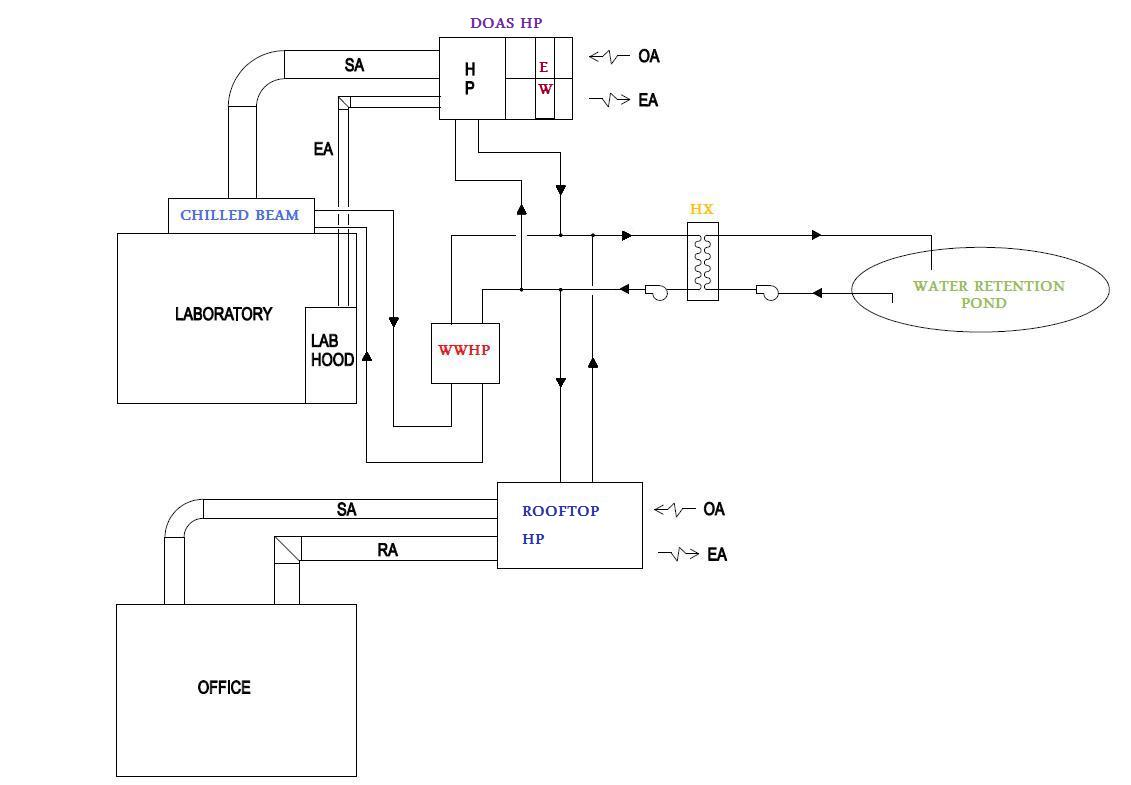 DOAS HP
SA
H
P
E
W
OA
EA
EA
CHILLED BEAM
HX
LABORATORY
LAB
HOOD
WWHP
WATER RETENTION
POND
SA
RA
ROOFTOP
HP
OA
EA
OFFICE